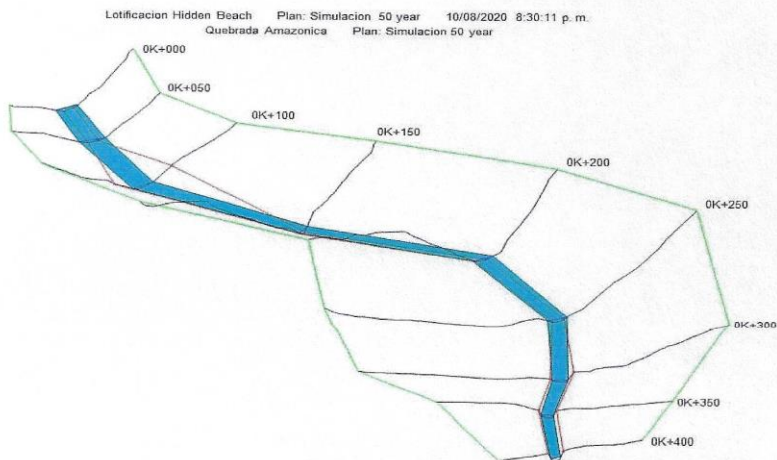 Lotificacion Hidden Beach Plan: Simulacion 50 year 10/08/2020 8:30:11 p. m.
Quebrada Amazonica Plan: Simulacion 50 year
0K+000
0K+050
0K+100
0K+150
0K+200
0K+250
0K+300
0K+350
0K+400